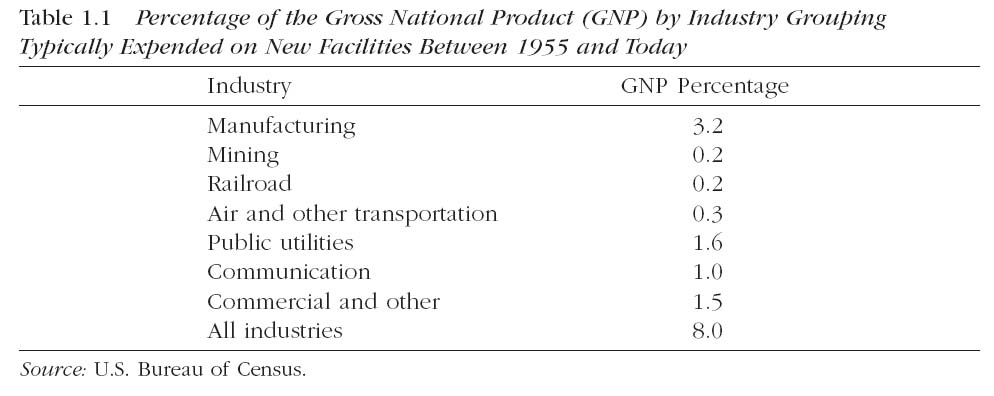 Table 1.1 Percentage of the Gross National Product (GNP) by Industry Grouping
Typically Expended on New Facilities Between 1955 and Today
Industry GNP Percentage
Manufacturing 3.2
Mining 0.2
Railroad 0.2
Air and other transportation 0.3
Public utilities 1.6
Communication 1.0
Commercial and other 1.5
All industries 8.0
Source: U.S. Bureau of Census.